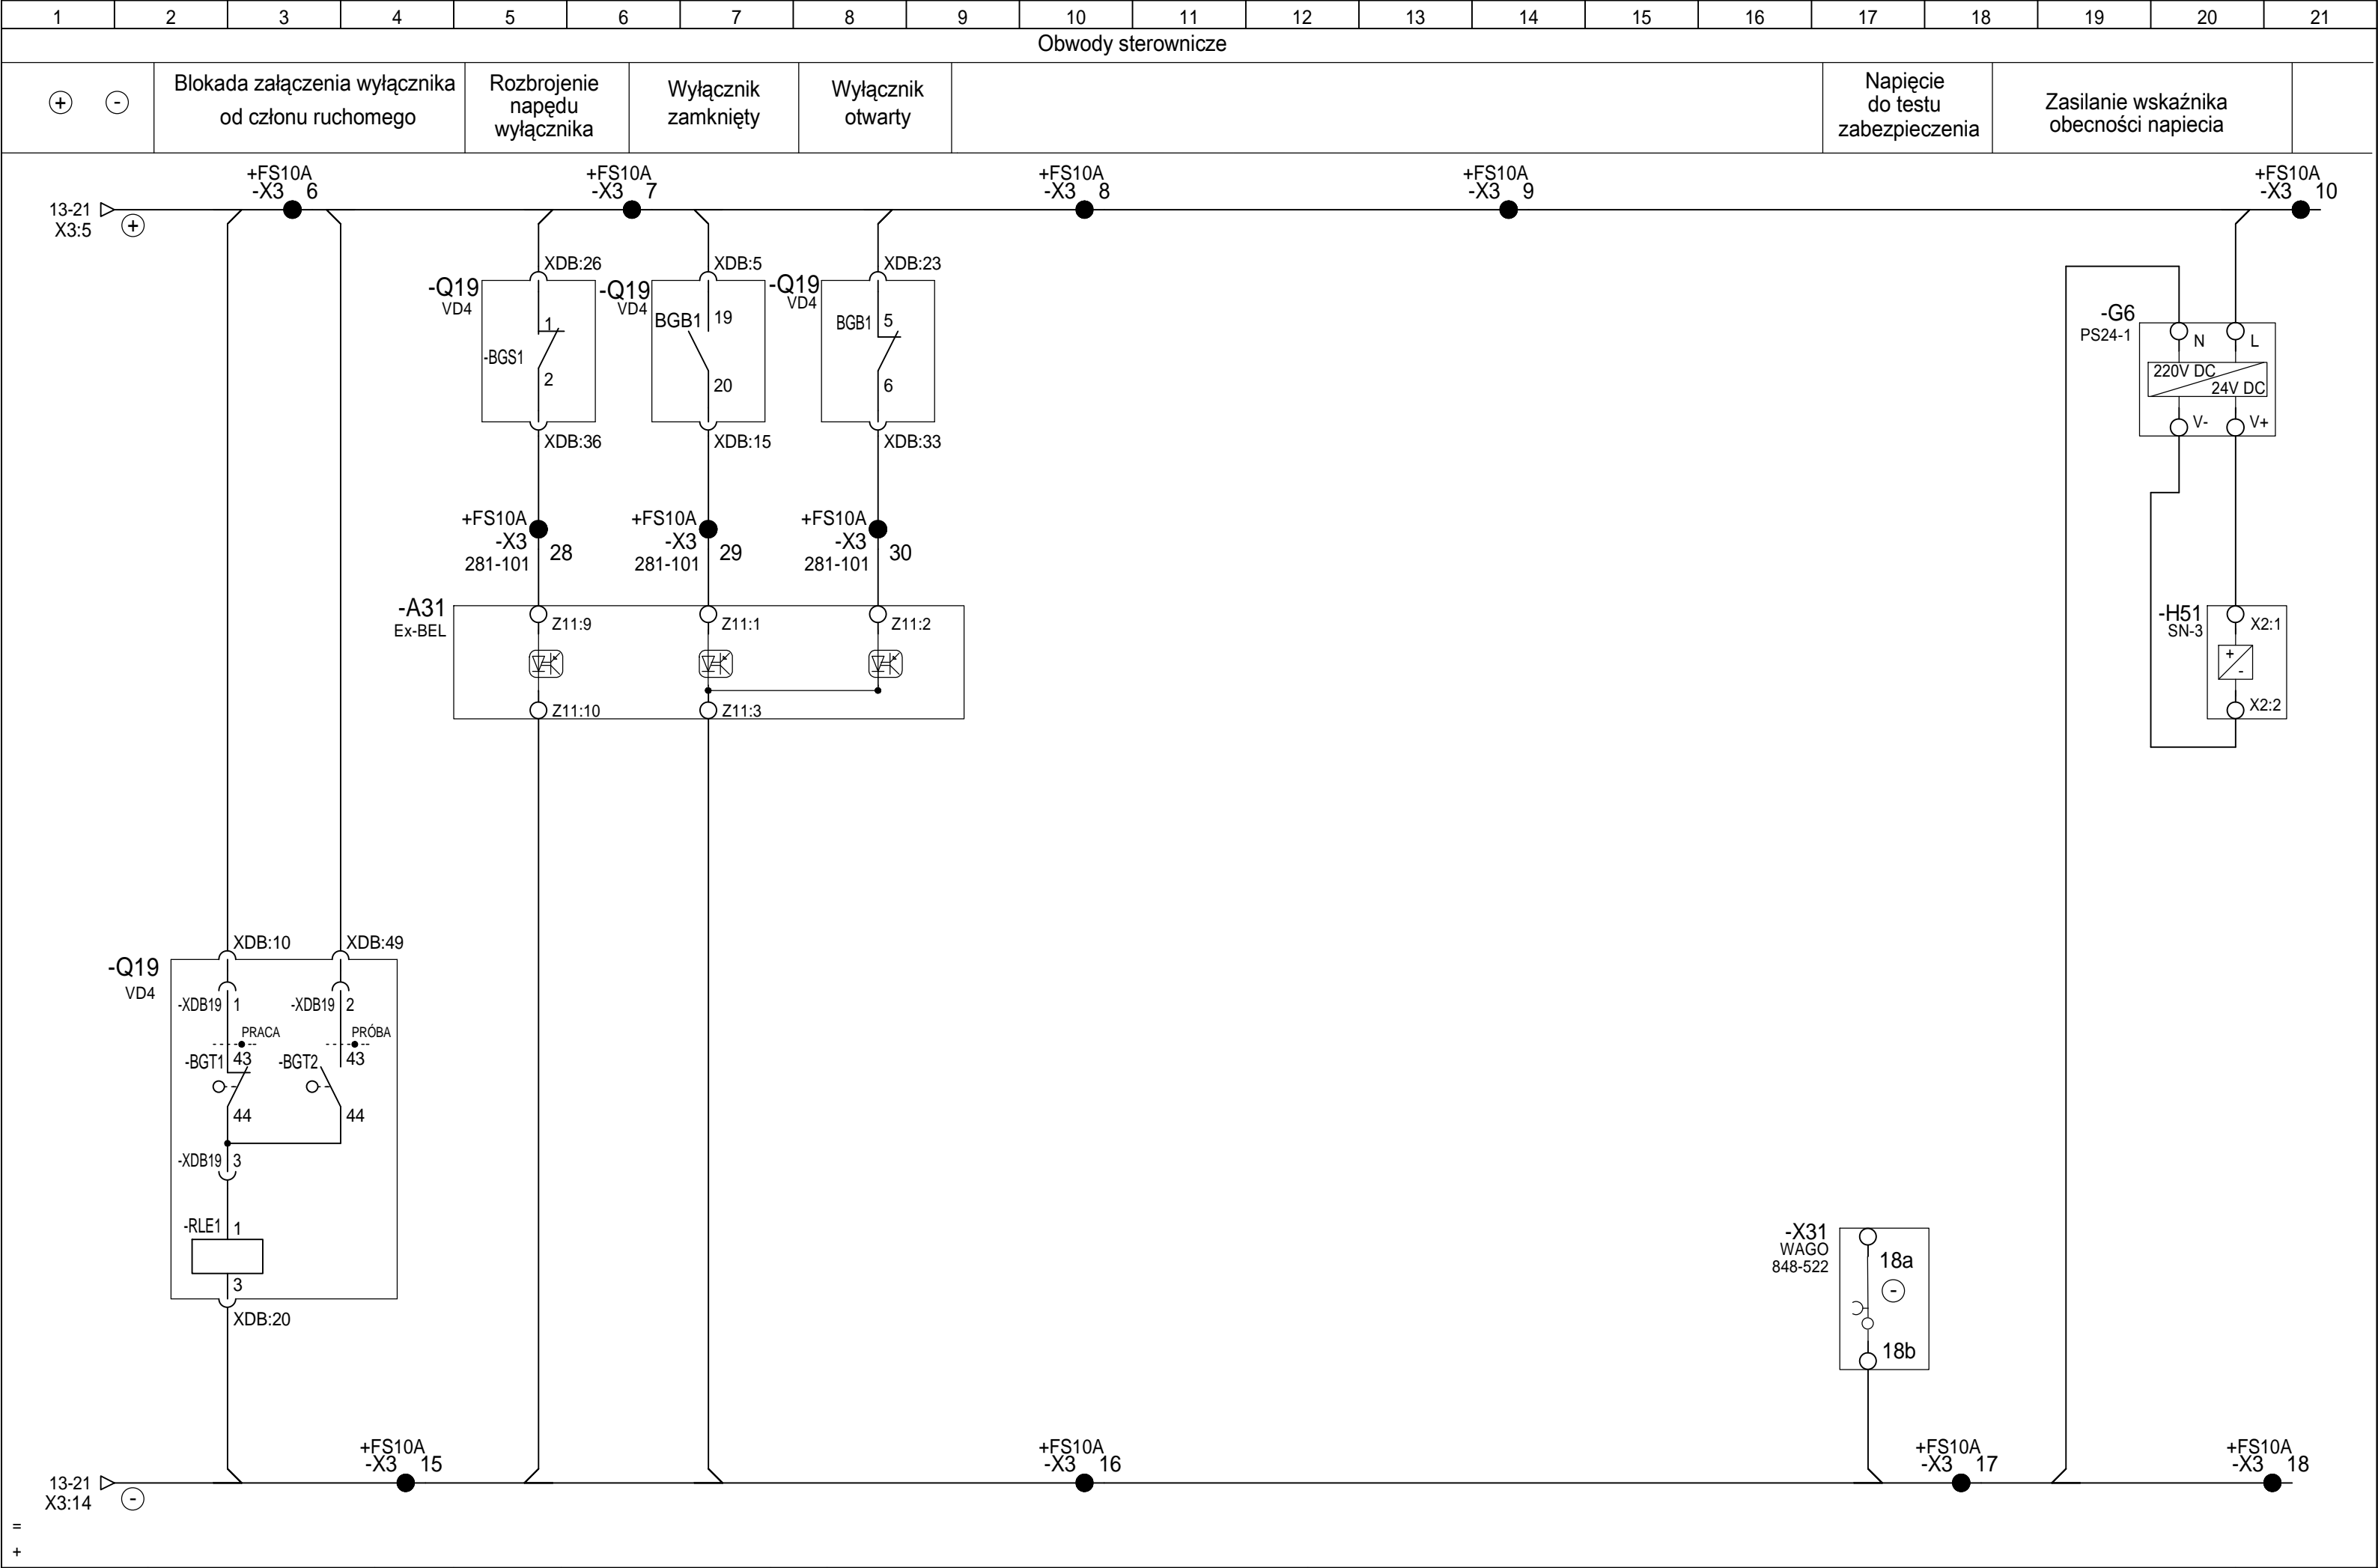 1 2 3 4 5 6 7 8 9 10 11 12 13 14 15 16 17 18 19 20 21
Obwody sterownicze
+ -
Blokada załączenia wyłącznika
od członu ruchomego
Rozbrojenie
napędu
wyłącznika
Wyłącznik
zamknięty
Wyłącznik
otwarty
Napięcie
do testu
zabezpieczenia
Zasilanie wskaźnika
obecności napiecia
13-21
X3:5
+
+FS10A
-X3 6
+FS10A
-X3 7
+FS10A
-X3 8
+FS10A
-X3 9
+FS10A
-X3 10
XDB:26
-Q19
VD4
1
-BGS1
2
XDB:36
XDB:5
-Q19
VD4
BGB1 19
20
XDB:15
XDB:23
-Q19
VD4
BGB1 5
6
XDB:33
-G6
PS24-1
N L
220V DC
24V DC
V- V+
+FS10A
-X3
281-101
28
+FS10A
-X3
281-101
29
+FS10A
-X3
281-101
30
-A31
Ex-BEL
Z11:9 Z11:1 Z11:2
Z11:10 Z11:3
-H51
SN-3
X2:1
+
-
X2:2
XDB:10 XDB:49
-Q19
VD4
-XDB19 1 -XDB19 2
PRACA PRÓBA
-BGT1 43 -BGT2 43
44 44
-XDB19 3
-RLE1 1
3
XDB:20
-X31
WAGO
848-522
18a
-
18b
13-21
X3:14
-
+FS10A
-X3 15
+FS10A
-X3 16
+FS10A
-X3 17
+FS10A
-X3 18
=
+